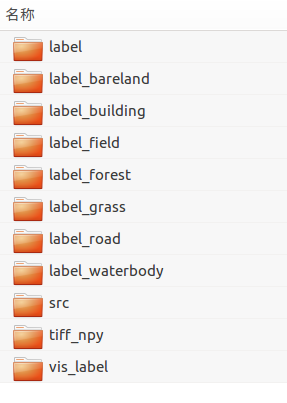 名称
label
label_bareland
label_building
label_field
label_forest
label_grass
label_road
label_waterbody
src
tiff_npy
vis_label